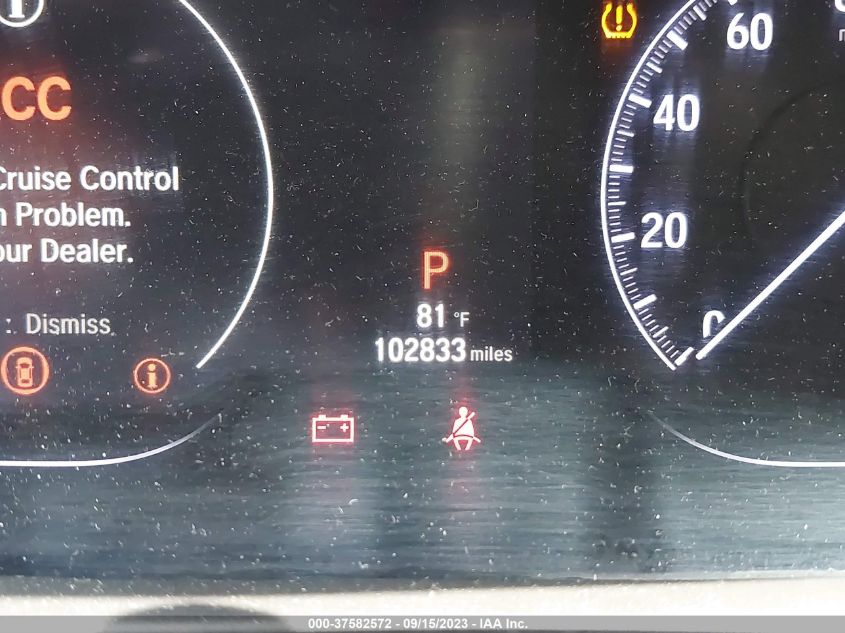 60
CC
40
Cruise Control
Problem.
20
our Dealer.
P
81 °F
: Dismiss
0
102833 miles
000-37582572 - 09/15/2023 - IAA Inc.